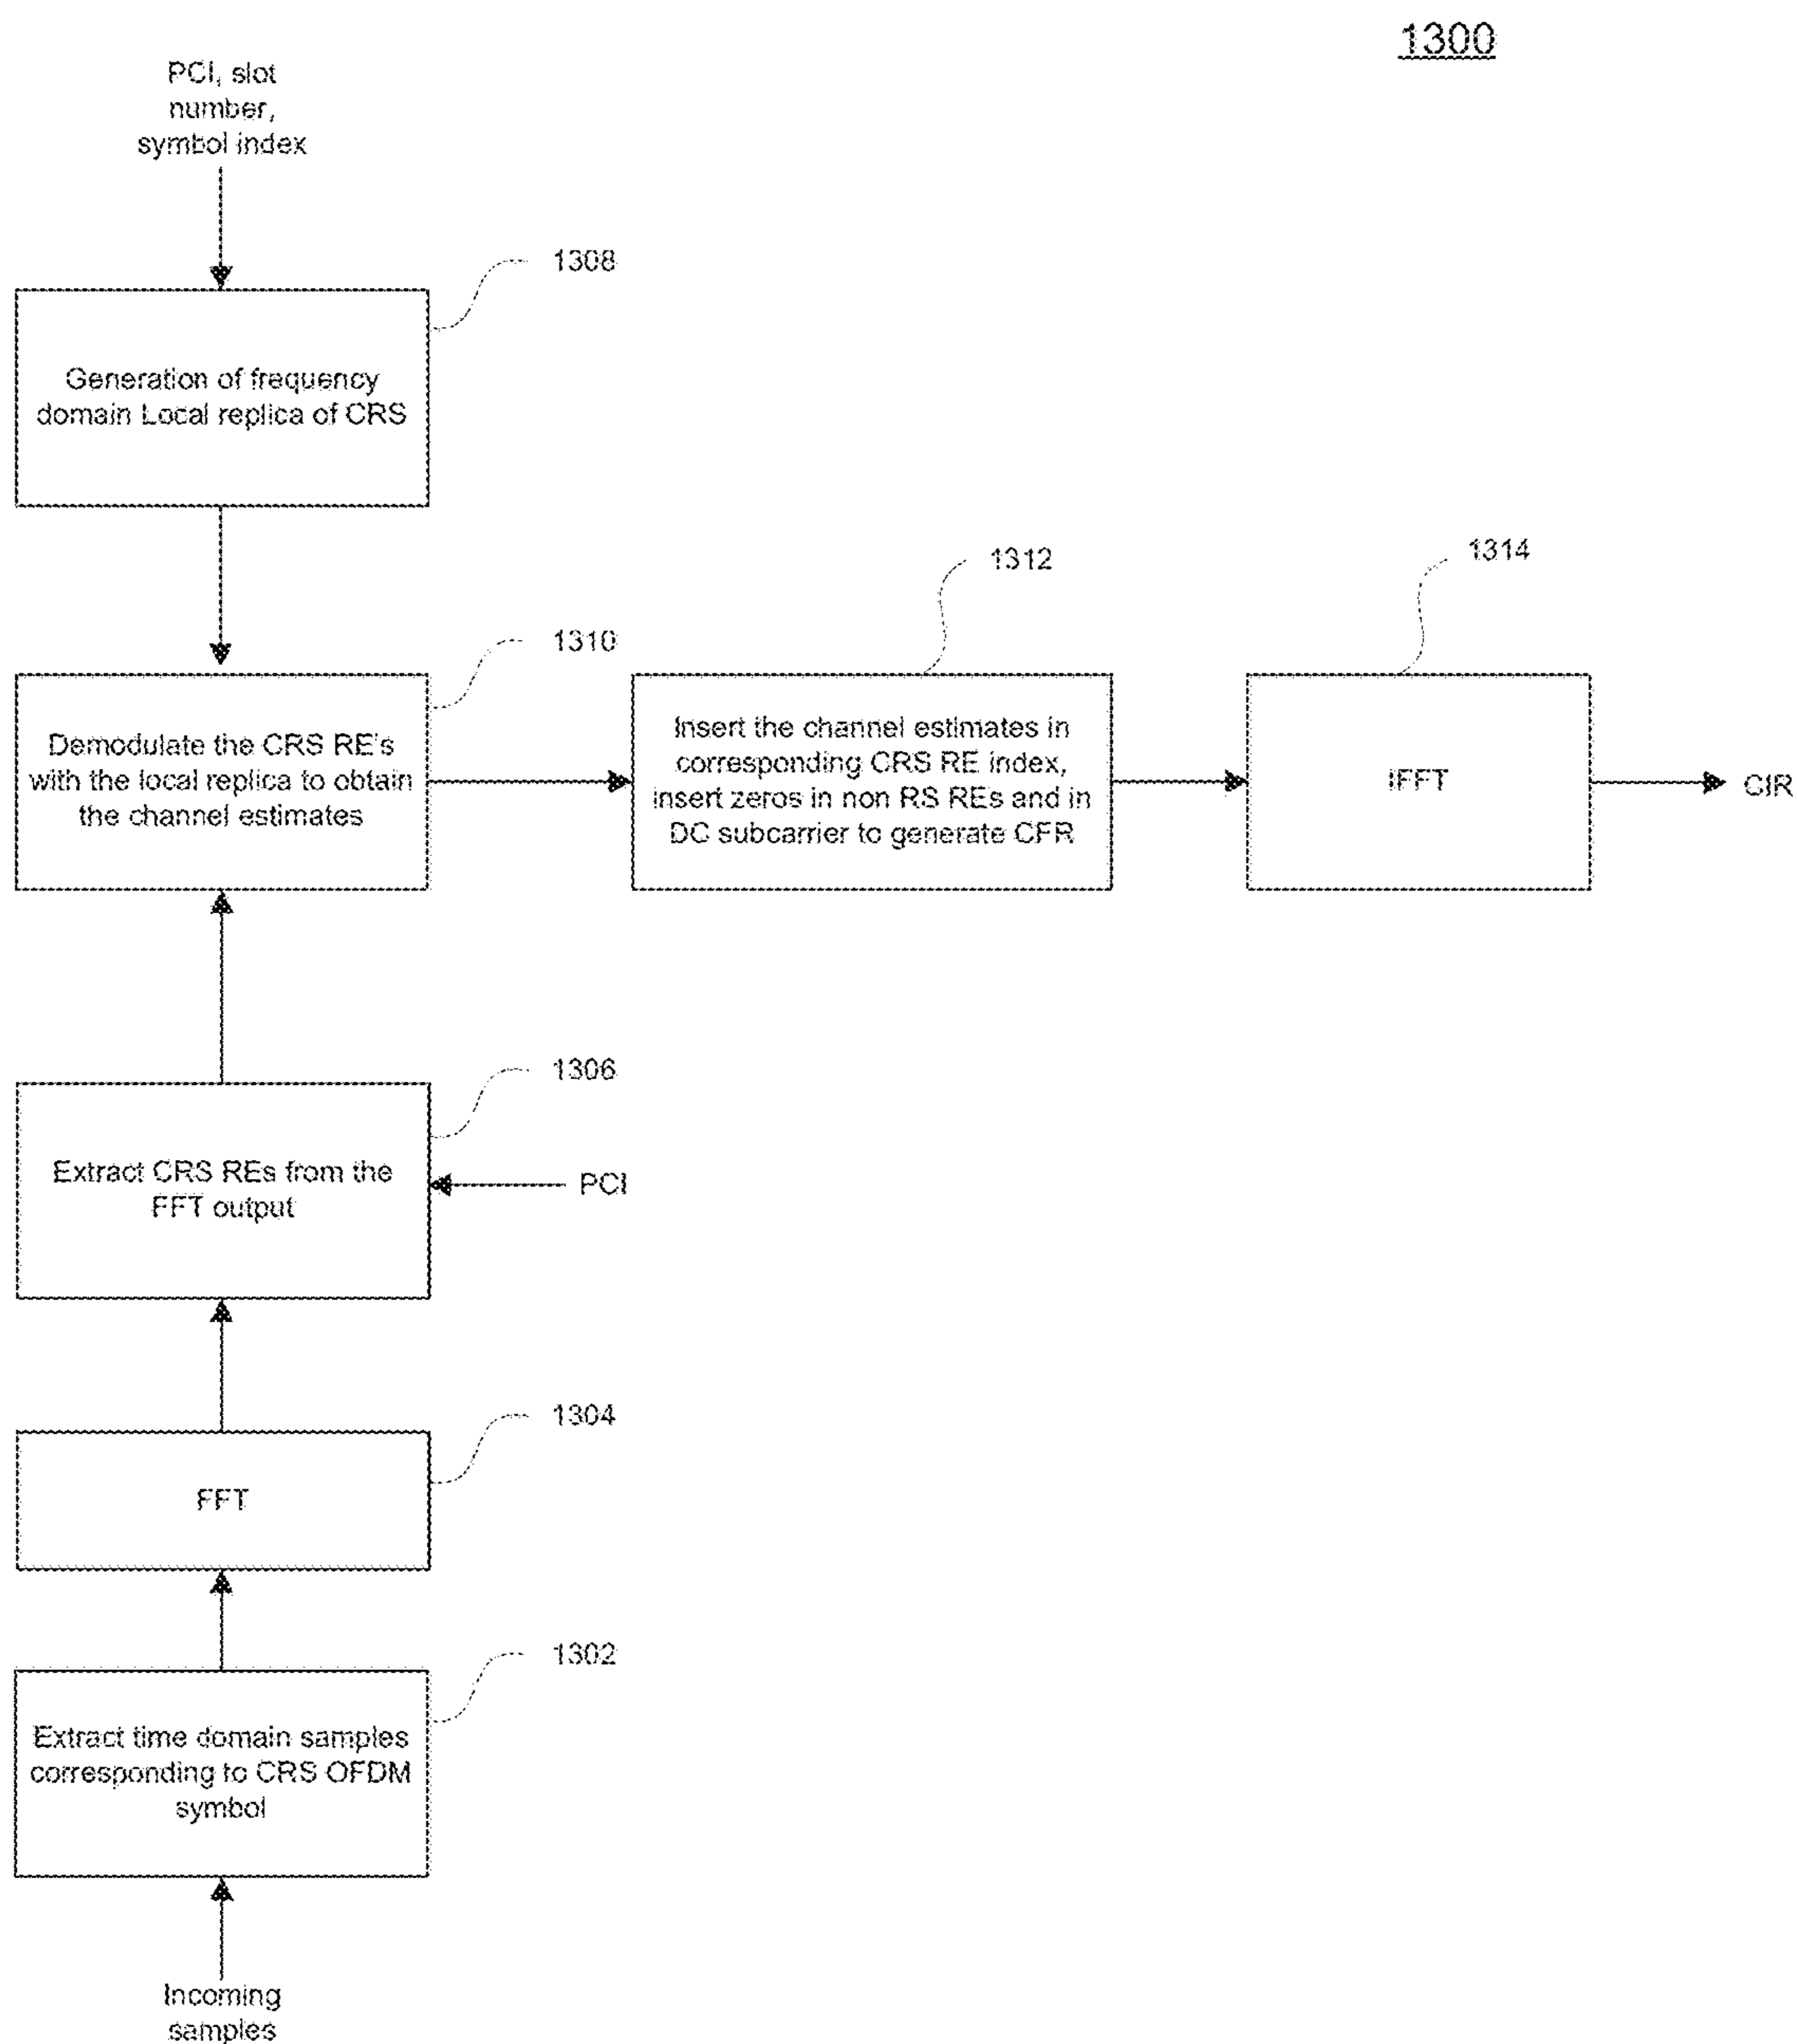 1300
PCI, slot
number,
symbol index
1308
Generation of frequency
domain Local replica of CRS
1312
1314
1310
Demodulate the CRS RE's
with the local replica to obtain
the channel estimates
Insert the channel estimates in
corresponding CRS RE index,
insert zeros in non RS REs and in
DC subcarrier to generate CFR
IFFT
CIR
1306
Extract CRS REs from the
FFT output
PCI
1304
FFT
1302
Extract time domain samples
corresponding to CRS OFDM
symbol
Incoming
samples